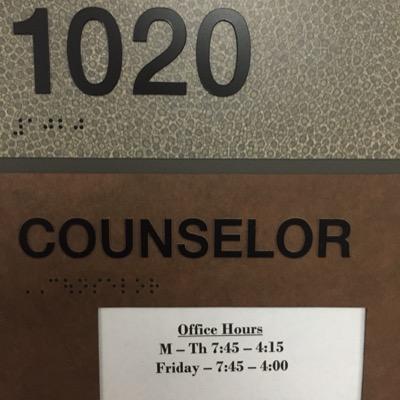 1020
COUNSELOR
Office Hours
M – Th 7:45 – 4:15
Friday – 7:45 – 4:00